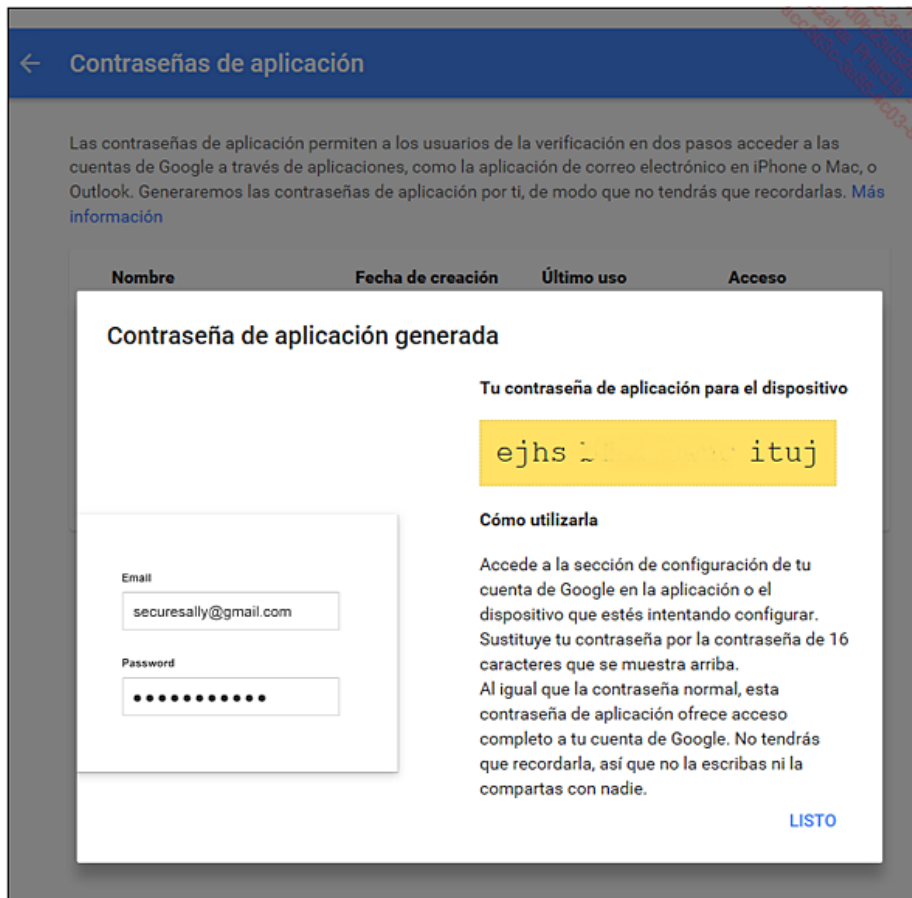 Contraseñas de aplicación
Las contraseñas de aplicación permiten a los usuarios de la verificación en dos pasos acceder a las
cuentas de Google a través de aplicaciones, como la aplicación de correo electrónico en iPhone o Mac, o
Outlook. Generaremos las contraseñas de aplicación por ti, de modo que no tendrás que recordarlas. Más
información
Nombre Fecha de creación Último uso Acceso
Contraseña de aplicación generada
Tu contraseña de aplicación para el dispositivo
ejhs ituj
Cómo utilizarla
Accede a la sección de configuración de tu
cuenta de Google en la aplicación o el
dispositivo que estés intentando configurar.
Sustituye tu contraseña por la contraseña de 16
caracteres que se muestra arriba.
Al igual que la contraseña normal, esta
contraseña de aplicación ofrece acceso
completo a tu cuenta de Google. No tendrás
que recordarla, así que no la escribas ni la
compartas con nadie.
Email
securesally@gmail.com
Password
LISTO